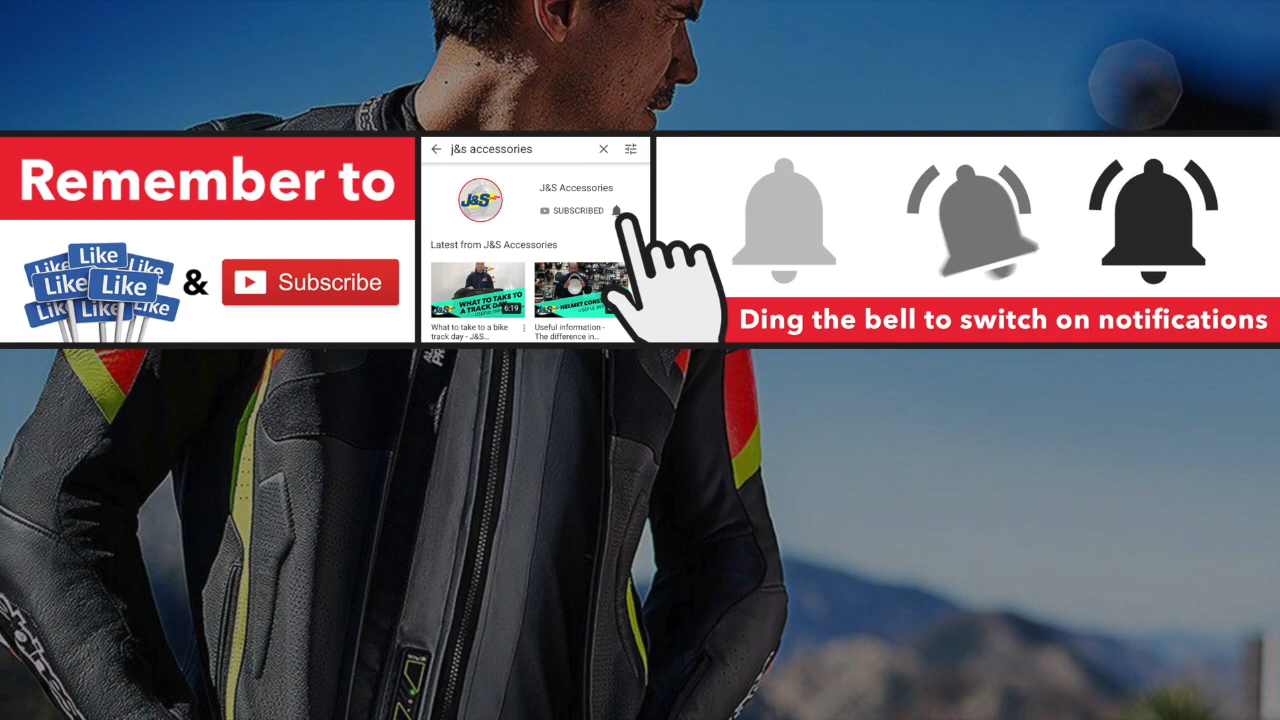 Remember to
Like
Like
Like
Like
Like
Like
Like
Like
&
Subscribe
j&s accessories
J&S
J&S Accessories
SUBSCRIBED
Latest from J&S Accessories
WHAT TO TAKE TO
A TRACK DAY
6:19
What to take to a bike
track day - J&S...
Useful information -
The difference in...
Ding the bell to switch on notifications